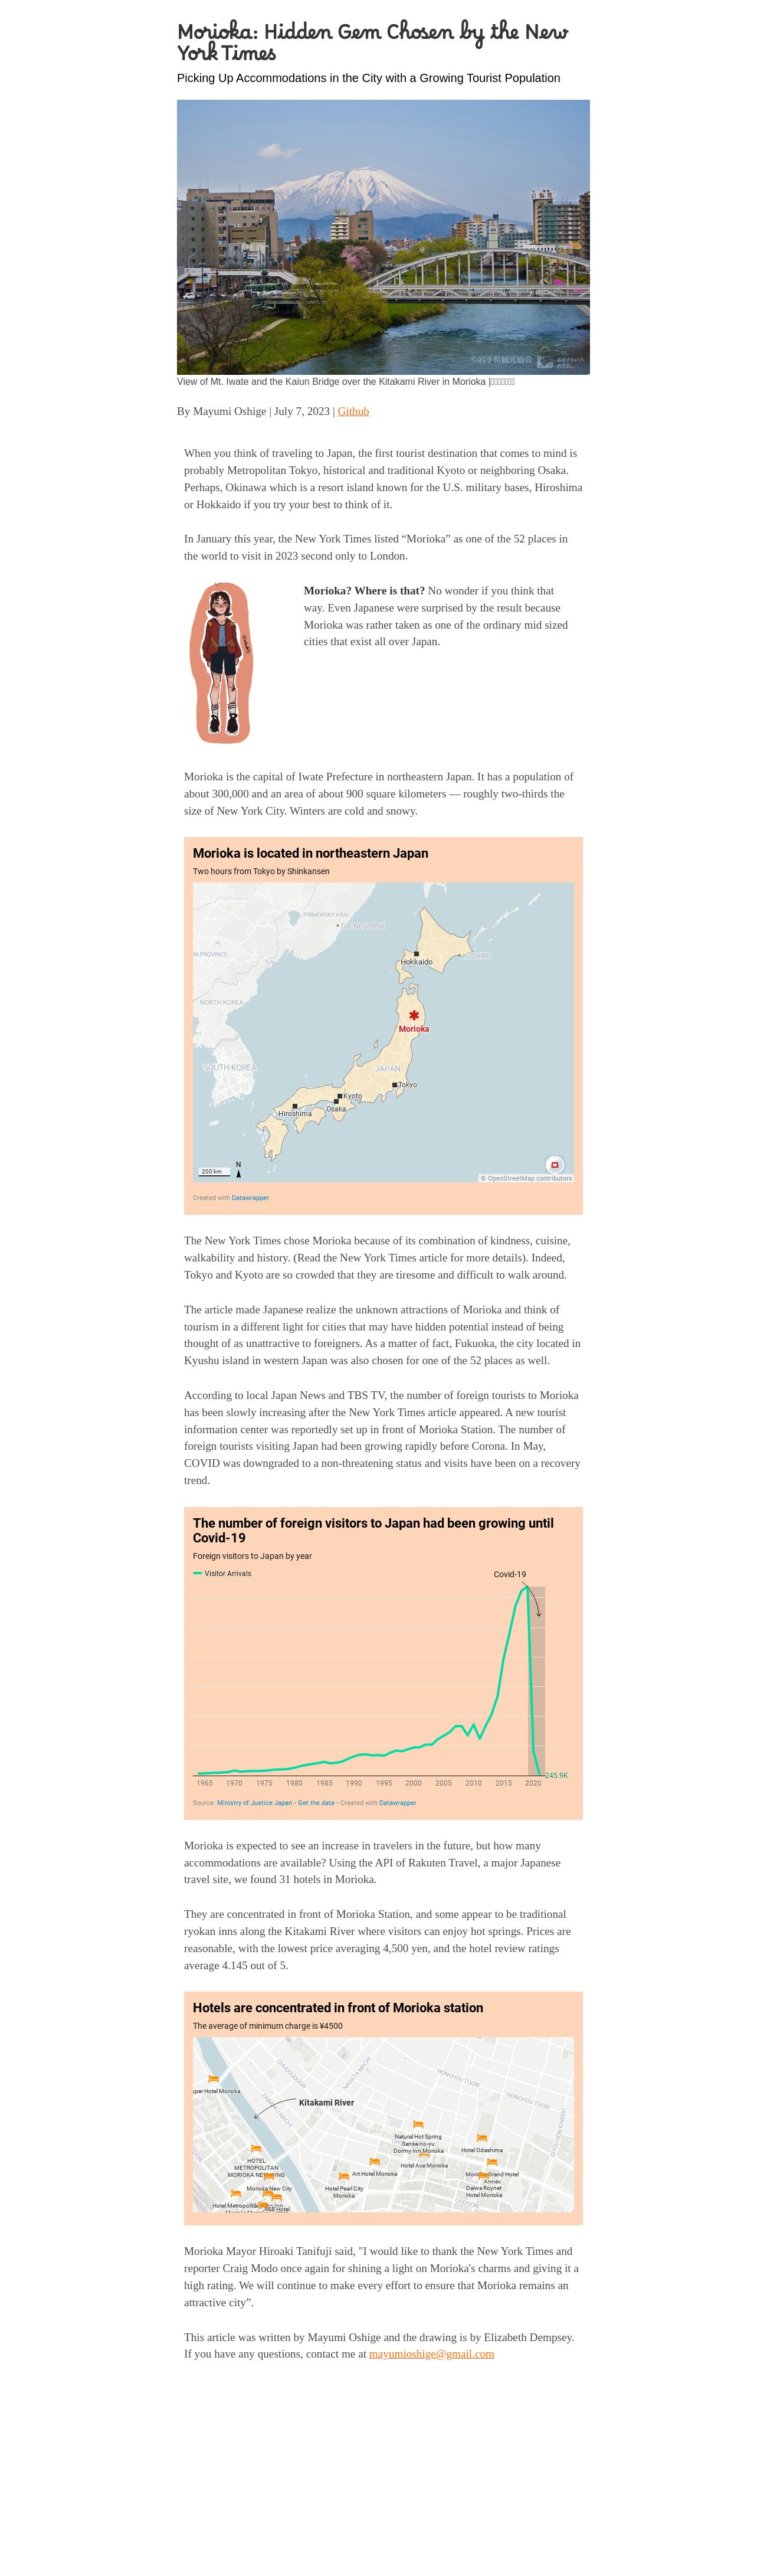 Morioka: Hidden Gem Chosen by the New
York Times
Picking Up Accommodations in the City with a Growing Tourist Population
View of Mt. Iwate and the Kaiun Bridge over the Kitakami River in Morioka |
By Mayumi Oshige | July 7, 2023 | Github
When you think of traveling to Japan, the first tourist destination that comes to mind is
probably Metropolitan Tokyo, historical and traditional Kyoto or neighboring Osaka.
Perhaps, Okinawa which is a resort island known for the U.S. military bases, Hiroshima
or Hokkaido if you try your best to think of it.
In January this year, the New York Times listed “Morioka” as one of the 52 places in
the world to visit in 2023 second only to London.
Morioka? Where is that? No wonder if you think that
way. Even Japanese were surprised by the result because
Morioka was rather taken as one of the ordinary mid sized
cities that exist all over Japan.
Morioka is the capital of Iwate Prefecture in northeastern Japan. It has a population of
about 300,000 and an area of about 900 square kilometers — roughly two-thirds the
size of New York City. Winters are cold and snowy.
Morioka is located in northeastern Japan
Two hours from Tokyo by Shinkansen
PRIMORSKY KRAI
DALNEGORSK
IN PROVINCE
Hokkaido
KUSHIRO
NORTH KOREA
Morioka
SOUTH KOREA
JAPAN
Tokyo
Kyoto
Osaka
Hiroshima
N
200 km
© OpenStreetMap contributors
Created with Datawrapper
The New York Times chose Morioka because of its combination of kindness, cuisine,
walkability and history. (Read the New York Times article for more details). Indeed,
Tokyo and Kyoto are so crowded that they are tiresome and difficult to walk around.
The article made Japanese realize the unknown attractions of Morioka and think of
tourism in a different light for cities that may have hidden potential instead of being
thought of as unattractive to foreigners. As a matter of fact, Fukuoka, the city located in
Kyushu island in western Japan was also chosen for one of the 52 places as well.
According to local Japan News and TBS TV, the number of foreign tourists to Morioka
has been slowly increasing after the New York Times article appeared. A new tourist
information center was reportedly set up in front of Morioka Station. The number of
foreign tourists visiting Japan had been growing rapidly before Corona. In May,
COVID was downgraded to a non-threatening status and visits have been on a recovery
trend.
The number of foreign visitors to Japan had been growing until
Covid-19
Foreign visitors to Japan by year
Visitor Arrivals
Covid-19
245.9K
1965 1970 1975 1980 1985 1990 1995 2000 2005 2010 2015 2020
Source: Ministry of Justice Japan • Get the data • Created with Datawrapper
Morioka is expected to see an increase in travelers in the future, but how many
accommodations are available? Using the API of Rakuten Travel, a major Japanese
travel site, we found 31 hotels in Morioka.
They are concentrated in front of Morioka Station, and some appear to be traditional
ryokan inns along the Kitakami River where visitors can enjoy hot springs. Prices are
reasonable, with the lowest price averaging 4,500 yen, and the hotel review ratings
average 4.145 out of 5.
Hotels are concentrated in front of Morioka station
The average of minimum charge is ¥4500
NAGATA MACHI
HONCHOU TOORI
HONCHOU TOORI
uper Hotel Morioka
Kitakami River
Natural Hot Spring
Sansa-no-yu
Dormy Inn Morioka
Hotel Odashima
HOTEL
METROPOLITAN
MORIOKA NEW WING
Hotel Ace Morioka
Art Hotel Morioka
Morioka Grand Hotel
Annex
Daiwa Roynet
Hotel Morioka
Morioka New City
Hotel Pearl City
Morioka
Hotel Metropolitan
Morioka Mayor Hiroaki Tanifuji said, "I would like to thank the New York Times and
reporter Craig Modo once again for shining a light on Morioka's charms and giving it a
high rating. We will continue to make every effort to ensure that Morioka remains an
attractive city”.
This article was written by Mayumi Oshige and the drawing is by Elizabeth Dempsey.
If you have any questions, contact me at mayumioshige@gmail.com